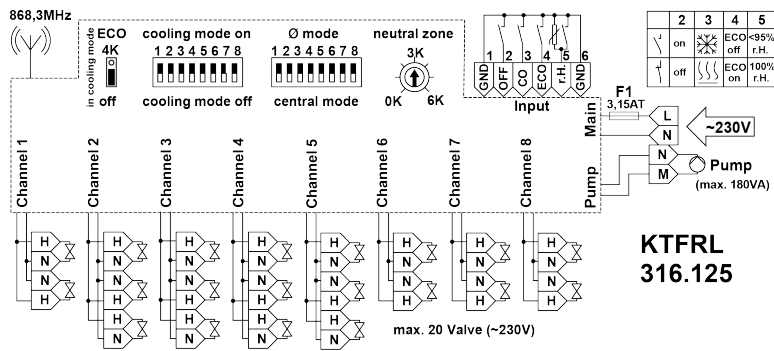 868,3MHz
ECO
4K
off
in cooling mode
cooling mode on
1 2 3 4 5 6 7 8
cooling mode off
Ø mode
1 2 3 4 5 6 7 8
central mode
neutral zone
3K
0K
6K
1 2 3 4 5 6
GND OFF CO ECO r.H. GND
Input
2 3 4 5
on ECO off <95% r.H.
off ECO on 100% r.H.
F1
3,15AT
Main
L
N
~230V
Pump
N
M
Pump
(max. 180VA)
Channel 1
Channel 2
Channel 3
Channel 4
Channel 5
Channel 6
Channel 7
Channel 8
H H H H H H H H
N N N N N N N N
N N N N N N N N
H H H H H H H H
H H H H
N N N N
max. 20 Valve (~230V)
KTFRL
316.125